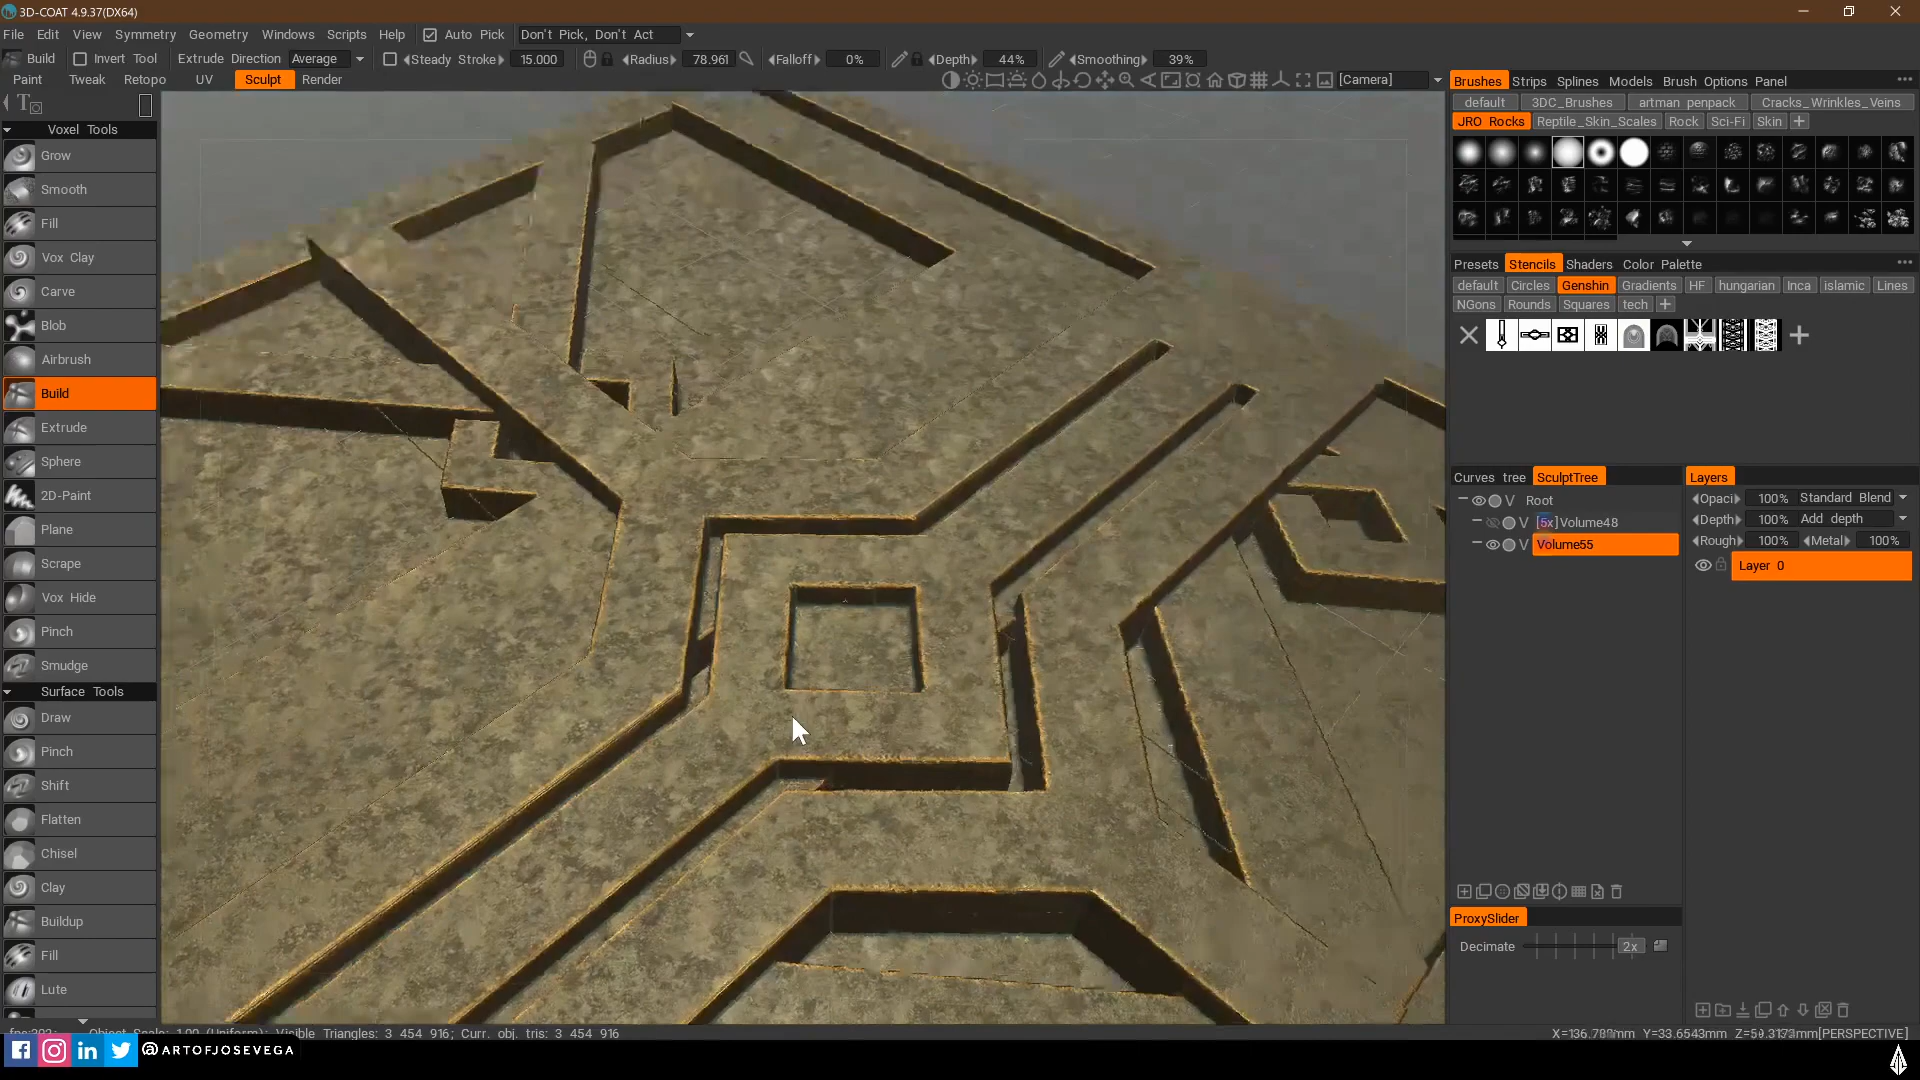 3D-COAT 4.9.37(DX64)
File Edit View Symmetry Geometry Windows Scripts Help Auto Pick Don't Pick, Don't Act
Build Invert Tool Extrude Direction Average Steady Stroke 15.000 Radius 78.961 Falloff 0% Depth 44% Smoothing 39%
Paint Tweak Retopo UV Sculpt Render [Camera]
Voxel Tools
Grow
Smooth
Fill
Vox Clay
Carve
Blob
Airbrush
Build
Extrude
Sphere
2D-Paint
Plane
Scrape
Vox Hide
Pinch
Smudge
Surface Tools
Draw
Pinch
Shift
Flatten
Chisel
Clay
Buildup
Fill
Lute
Brushes Strips Splines Models Brush Options Panel
default 3DC_Brushes artman penpack Cracks_Wrinkles_Veins
JRO Rocks Reptile_Skin_Scales Rock Sci-Fi Skin
Presets Stencils Shaders Color Palette
default Circles Genshin Gradients HF hungarian Inca islamic Lines
NGons Rounds Squares tech
Curves tree SculptTree
V Root
V [5x]Volume48
V Volume55
Layers
Opaci 100% Standard Blend
Depth 100% Add depth
Rough 100% Metal 100%
Layer 0
ProxySlider
Decimate 2x
Object Scale: 1.00 (Uniform); Visible Triangles: 3 454 916; Curr. obj. tris: 3 454 916
[PERSPECTIVE]
@ARTOFJOSEVEGA